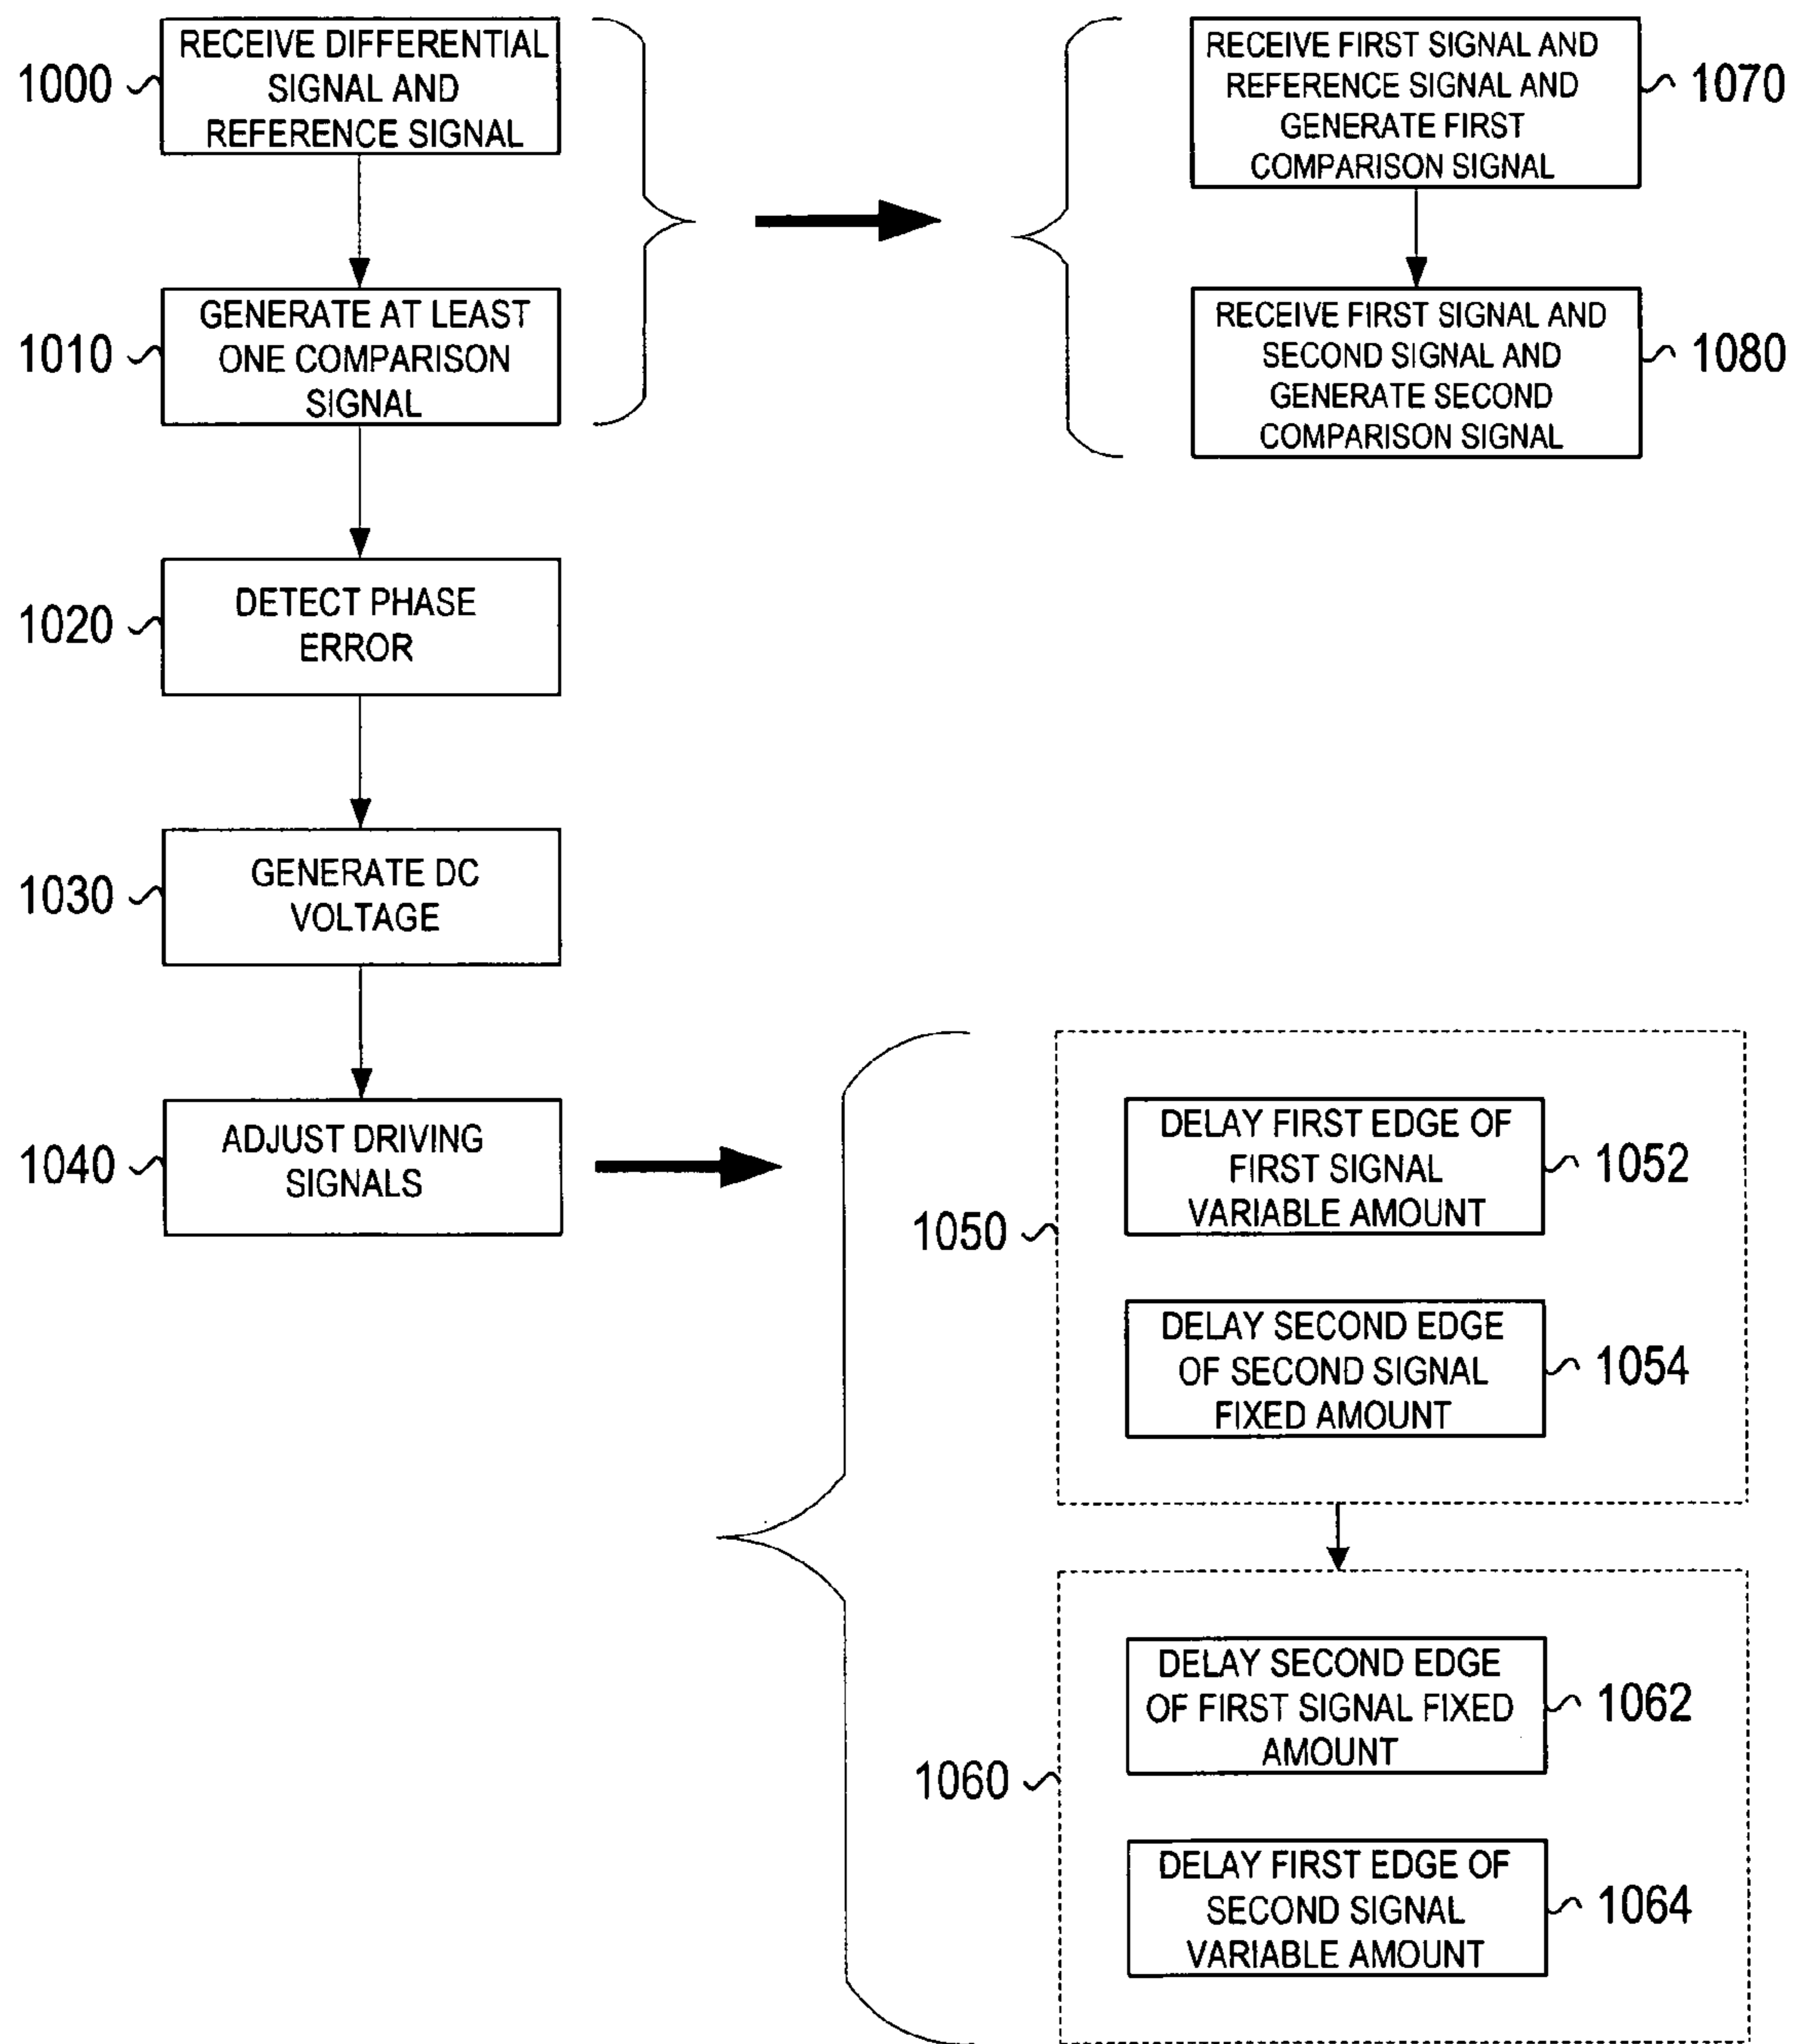 1000
RECEIVE DIFFERENTIAL
SIGNAL AND
REFERENCE SIGNAL
1010
GENERATE AT LEAST
ONE COMPARISON
SIGNAL
1020
DETECT PHASE
ERROR
1030
GENERATE DC
VOLTAGE
1040
ADJUST DRIVING
SIGNALS
RECEIVE FIRST SIGNAL AND
REFERENCE SIGNAL AND
GENERATE FIRST
COMPARISON SIGNAL
1070
RECEIVE FIRST SIGNAL AND
SECOND SIGNAL AND
GENERATE SECOND
COMPARISON SIGNAL
1080
1050
DELAY FIRST EDGE OF
FIRST SIGNAL
VARIABLE AMOUNT
1052
DELAY SECOND EDGE
OF SECOND SIGNAL
FIXED AMOUNT
1054
1060
DELAY SECOND EDGE
OF FIRST SIGNAL FIXED
AMOUNT
1062
DELAY FIRST EDGE OF
SECOND SIGNAL
VARIABLE AMOUNT
1064